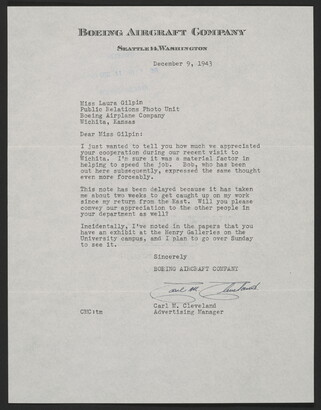 BOEING AIRCRAFT COMPANY
SEATTLE 14, WASHINGTON
December 9, 1943
Miss Laura Gilpin
Public Relations Photo Unit
Boeing Airplane Company
Wichita, Kansas
Dear Miss Gilpin:
I just wanted to tell you how much we appreciated
your cooperation during our recent visit to
Wichita. I'm sure it was a material factor in
helping to speed the job. Bob, who has been
out here subsequently, expressed the same thought
even more forceably.
This note has been delayed because it has taken
me about two weeks to get caught up on my work
since my return from the East. Will you please
convey our appreciation to the other people in
your department as well?
Incidentally, I've noted in the papers that you
have an exhibit at the Henry Galleries on the
University campus, and I plan to go over Sunday
to see it.
Sincerely
BOEING AIRCRAFT COMPANY
Carl M. Cleveland
Carl M. Cleveland
CMC:tm Advertising Manager